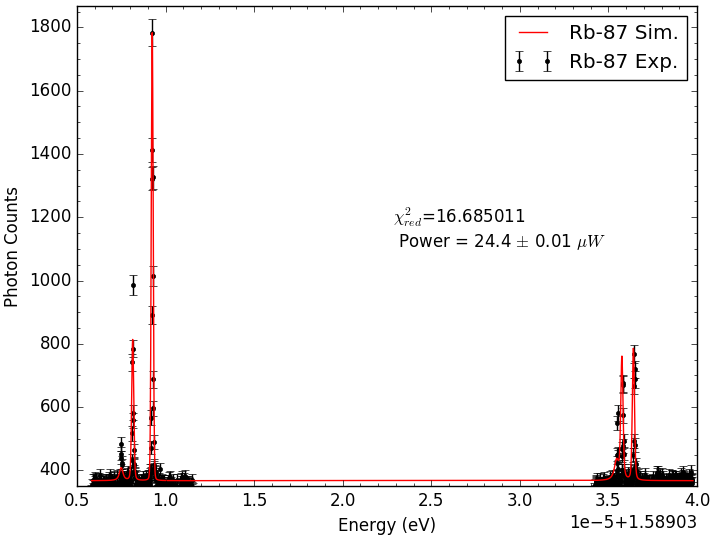 1800
1600
1400
1200
1000
800
600
400
Photon Counts
Rb-87 Sim.
Rb-87 Exp.
χ²red=16.685011
Power = 24.4 ± 0.01 μW
0.5 1.0 1.5 2.0 2.5 3.0 3.5 4.0
Energy (eV)
1e−5+1.58903